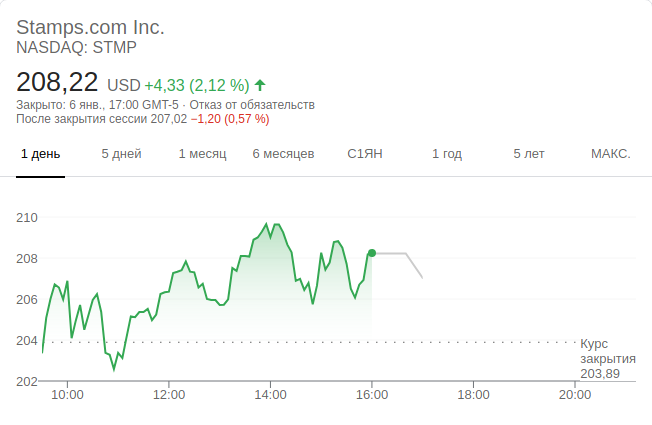 Stamps.com Inc.
NASDAQ: STMP
208,22 USD +4,33 (2,12 %)
Закрыто: 6 янв., 17:00 GMT-5 · Отказ от обязательств
После закрытия сессии 207,02 −1,20 (0,57 %)
1 день 5 дней 1 месяц 6 месяцев С1ЯН 1 год 5 лет МАКС.
210
208
206
204
Курс
закрытия
203,89
202
10:00 12:00 14:00 16:00 18:00 20:00